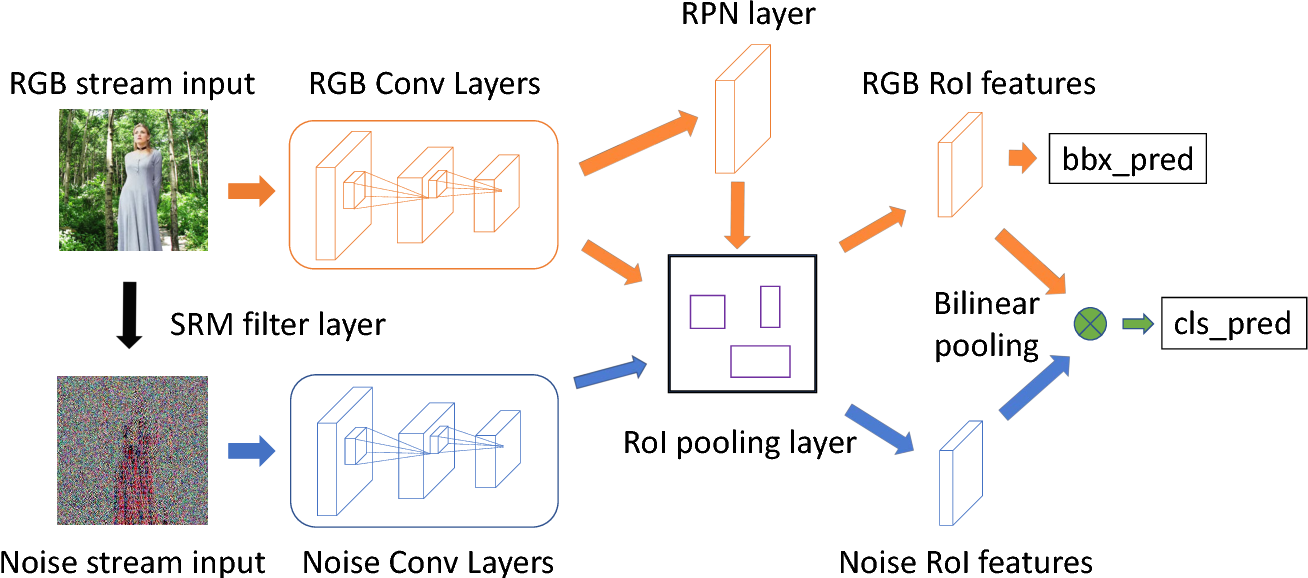 RPN layer
RGB stream input
RGB Conv Layers
RGB RoI features
bbx_pred
SRM filter layer
Bilinear
pooling
cls_pred
RoI pooling layer
Noise stream input
Noise Conv Layers
Noise RoI features